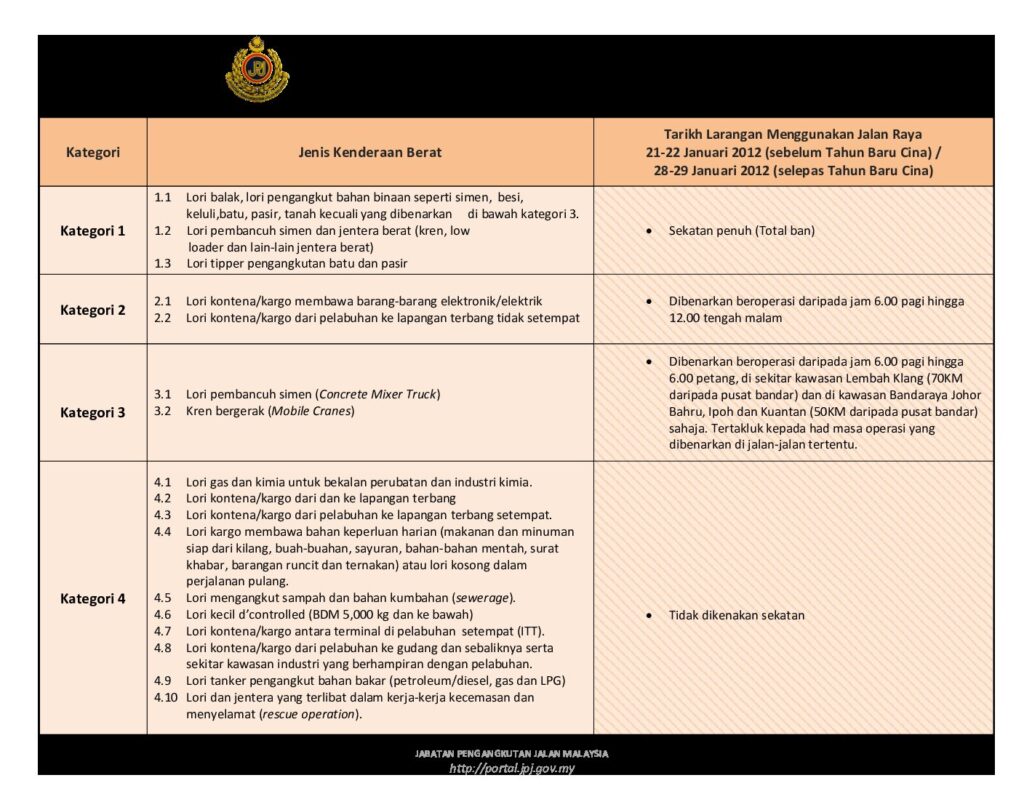 JPJ
Kategori
Jenis Kenderaan Berat
Tarikh Larangan Menggunakan Jalan Raya
21-22 Januari 2012 (sebelum Tahun Baru Cina) /
28-29 Januari 2012 (selepas Tahun Baru Cina)
Kategori 1
1.1 Lori balak, lori pengangkut bahan binaan seperti simen, besi,
keluli,batu, pasir, tanah kecuali yang dibenarkan di bawah kategori 3.
1.2 Lori pembancuh simen dan jentera berat (kren, low
loader dan lain-lain jentera berat)
1.3 Lori tipper pengangkutan batu dan pasir
• Sekatan penuh (Total ban)
Kategori 2
2.1 Lori kontena/kargo membawa barang-barang elektronik/elektrik
2.2 Lori kontena/kargo dari pelabuhan ke lapangan terbang tidak setempat
• Dibenarkan beroperasi daripada jam 6.00 pagi hingga
12.00 tengah malam
Kategori 3
3.1 Lori pembancuh simen (Concrete Mixer Truck)
3.2 Kren bergerak (Mobile Cranes)
• Dibenarkan beroperasi daripada jam 6.00 pagi hingga
6.00 petang, di sekitar kawasan Lembah Klang (70KM
daripada pusat bandar) dan di kawasan Bandaraya Johor
Bahru, Ipoh dan Kuantan (50KM daripada pusat bandar)
sahaja. Tertakluk kepada had masa operasi yang
dibenarkan di jalan-jalan tertentu.
Kategori 4
4.1 Lori gas dan kimia untuk bekalan perubatan dan industri kimia.
4.2 Lori kontena/kargo dari dan ke lapangan terbang
4.3 Lori kontena/kargo dari pelabuhan ke lapangan terbang setempat.
4.4 Lori kargo membawa bahan keperluan harian (makanan dan minuman
siap dari kilang, buah-buahan, sayuran, bahan-bahan mentah, surat
khabar, barangan runcit dan ternakan) atau lori kosong dalam
perjalanan pulang.
4.5 Lori mengangkut sampah dan bahan kumbahan (sewerage).
4.6 Lori kecil d’controlled (BDM 5,000 kg dan ke bawah)
4.7 Lori kontena/kargo antara terminal di pelabuhan setempat (ITT).
4.8 Lori kontena/kargo dari pelabuhan ke gudang dan sebaliknya serta
sekitar kawasan industri yang berhampiran dengan pelabuhan.
4.9 Lori tanker pengangkut bahan bakar (petroleum/diesel, gas dan LPG)
4.10 Lori dan jentera yang terlibat dalam kerja-kerja kecemasan dan
menyelamat (rescue operation).
• Tidak dikenakan sekatan
JABATAN PENGANGKUTAN JALAN MALAYSIA
http://portal.jpj.gov.my